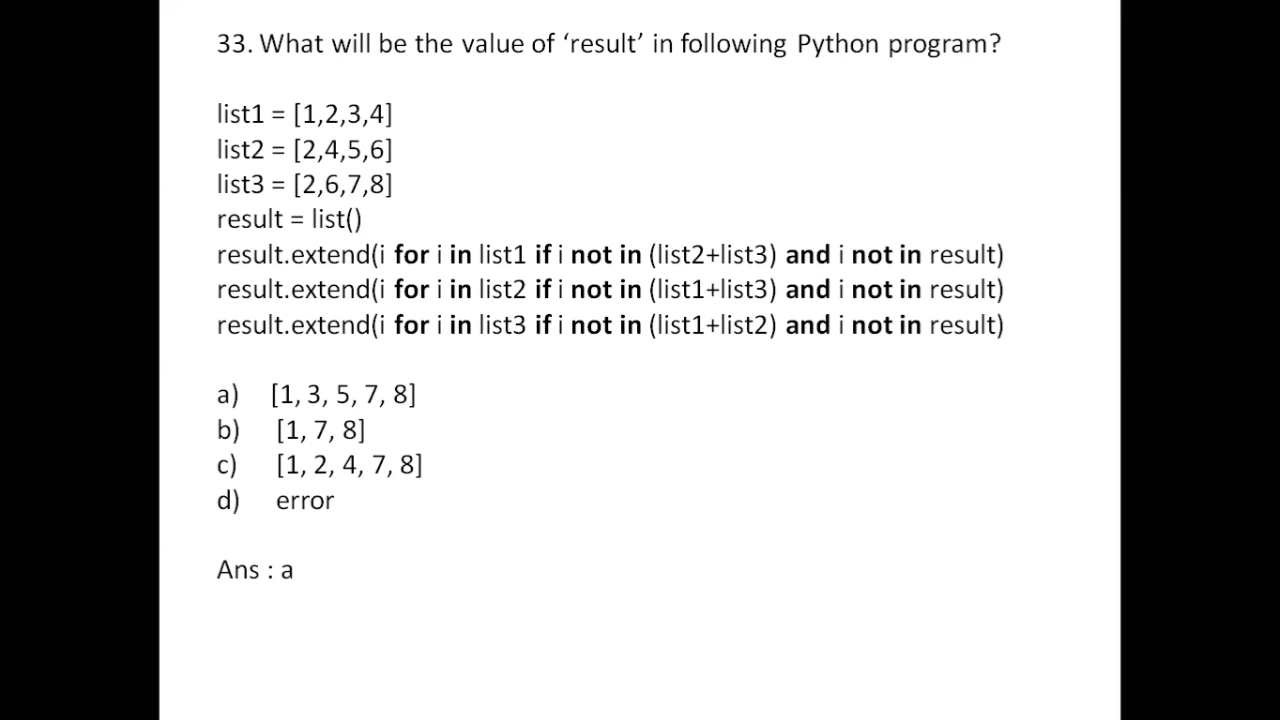 33. What will be the value of ‘result’ in following Python program?
list1 = [1,2,3,4]
list2 = [2,4,5,6]
list3 = [2,6,7,8]
result = list()
result.extend(i for i in list1 if i not in (list2+list3) and i not in result)
result.extend(i for i in list2 if i not in (list1+list3) and i not in result)
result.extend(i for i in list3 if i not in (list1+list2) and i not in result)
a) [1, 3, 5, 7, 8]
b) [1, 7, 8]
c) [1, 2, 4, 7, 8]
d) error
Ans : a